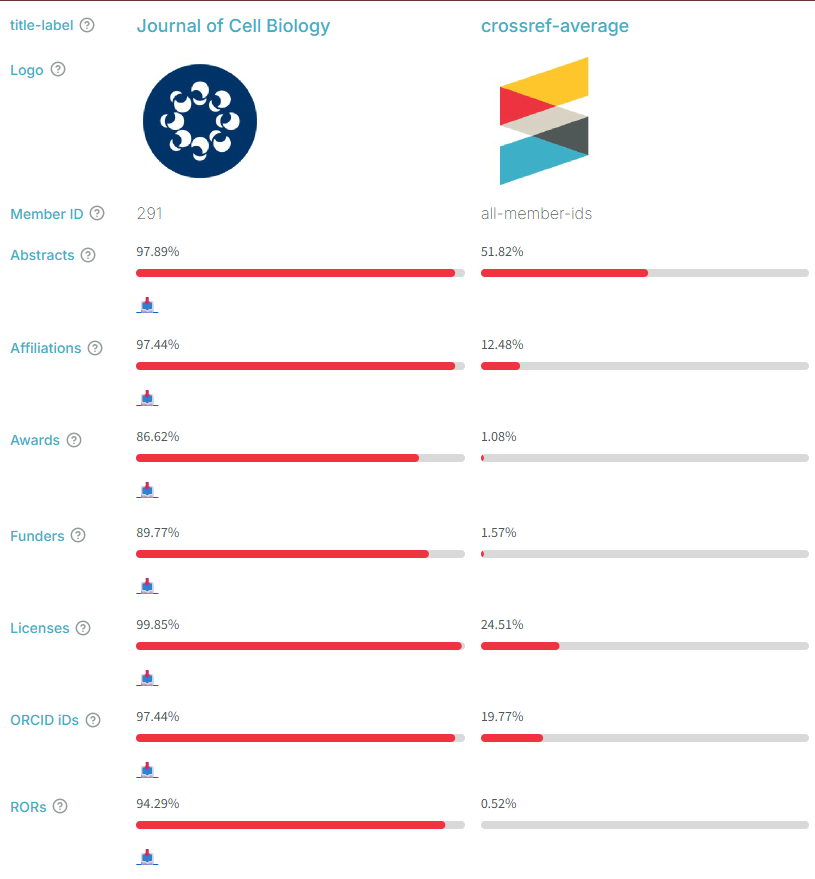 title-label Journal of Cell Biology crossref-average
Logo
Member ID 291 all-member-ids
Abstracts 97.89% 51.82%
Affiliations 97.44% 12.48%
Awards 86.62% 1.08%
Funders 89.77% 1.57%
Licenses 99.85% 24.51%
ORCID iDs 97.44% 19.77%
RORs 94.29% 0.52%